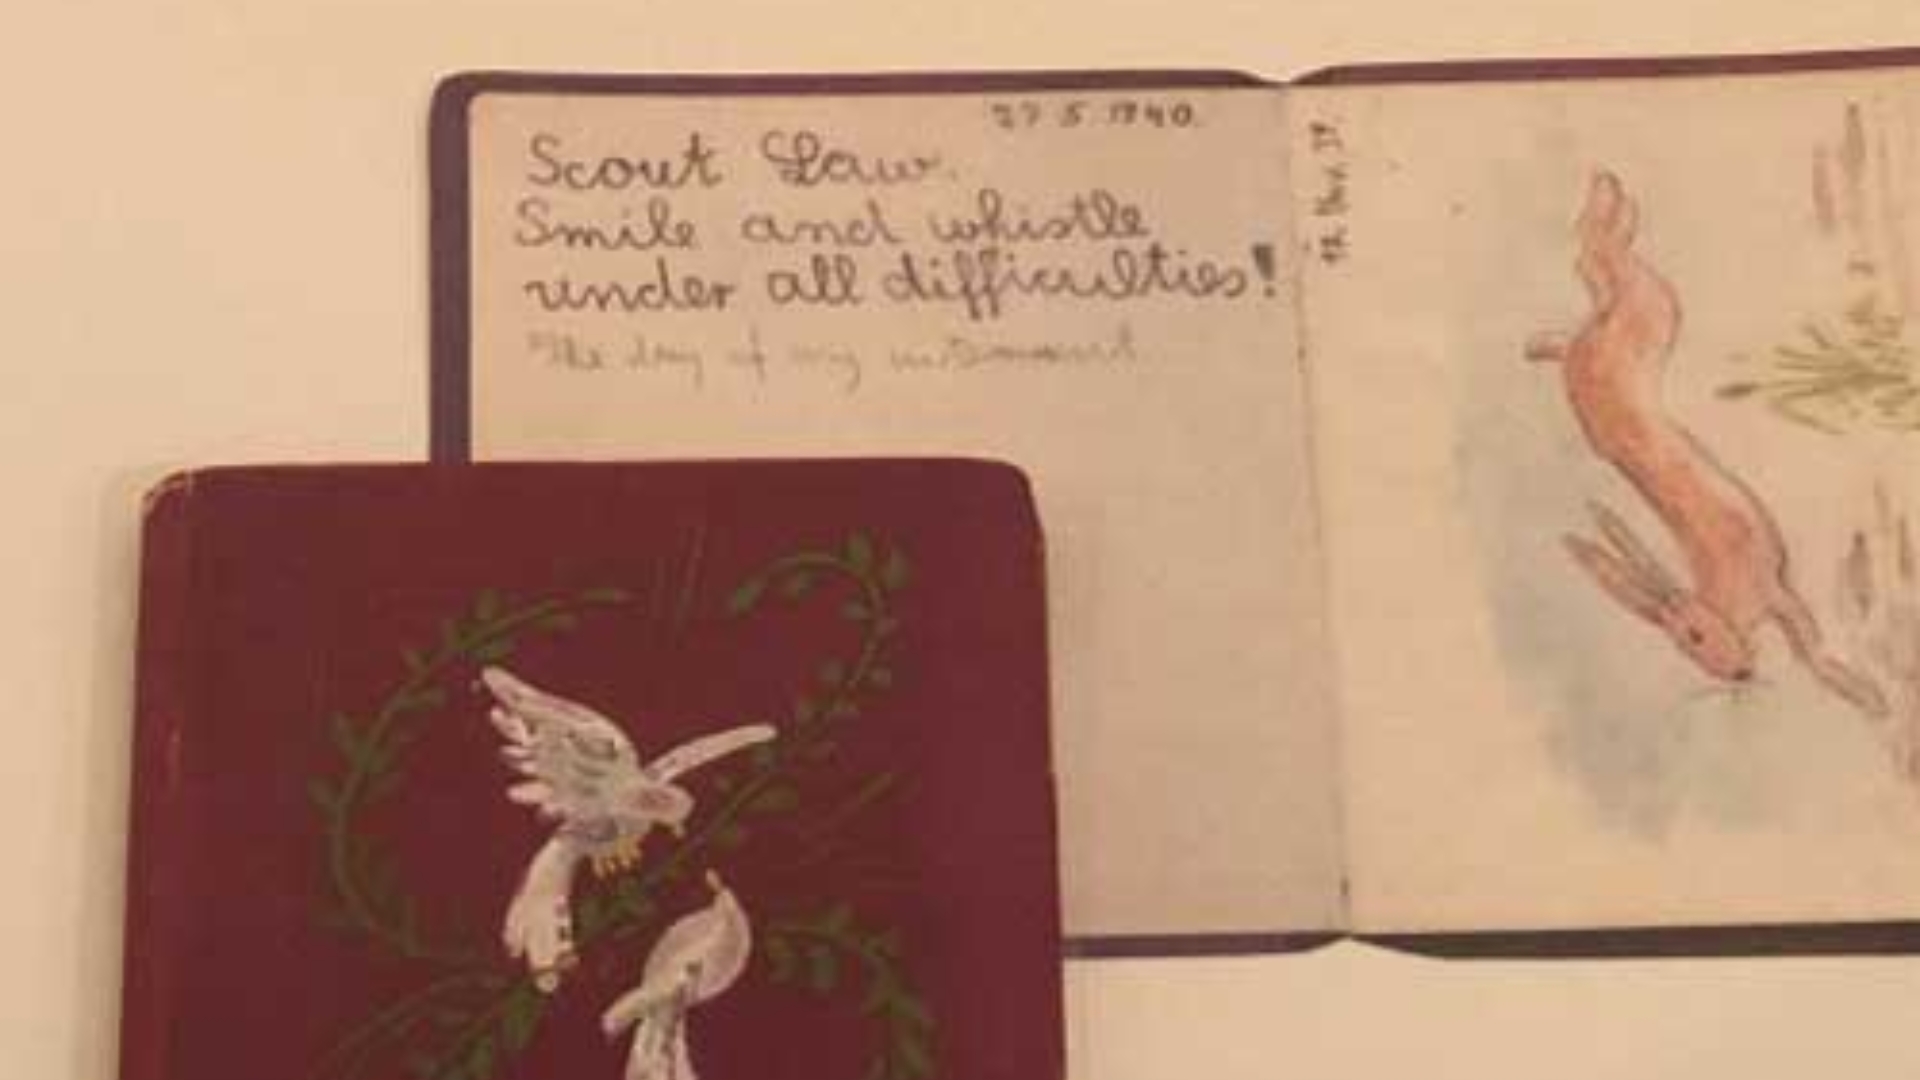 27 5 1940.
Scout Law.
Smile and whistle
under all difficulties!
The day of my internment